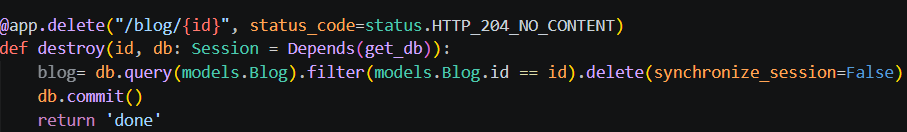 @app.delete("/blog/{id}", status_code=status.HTTP_204_NO_CONTENT)
def destroy(id, db: Session = Depends(get_db)):
    blog= db.query(models.Blog).filter(models.Blog.id == id).delete(synchronize_session=False)
    db.commit()
    return 'done'